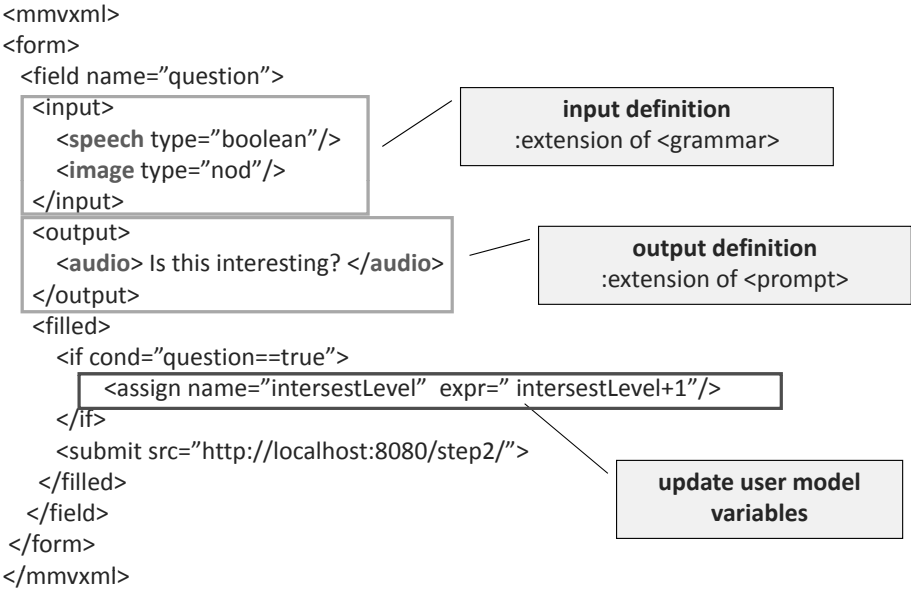 <mmvxml>
<form>
<field name=”question”>
<input>
<speech type=”boolean”/>
<image type=”nod”/>
</input>
<output>
<audio> Is this interesting? </audio>
</output>
<filled>
<if cond=”question==true”>
<assign name=”intersestLevel”  expr=” intersestLevel+1”/>
</if>
<submit src=”http://localhost:8080/step2/”>
</filled>
</field>
</form>
</mmvxml>
input definition
:extension of <grammar>
output definition
:extension of <prompt>
update user model
variables